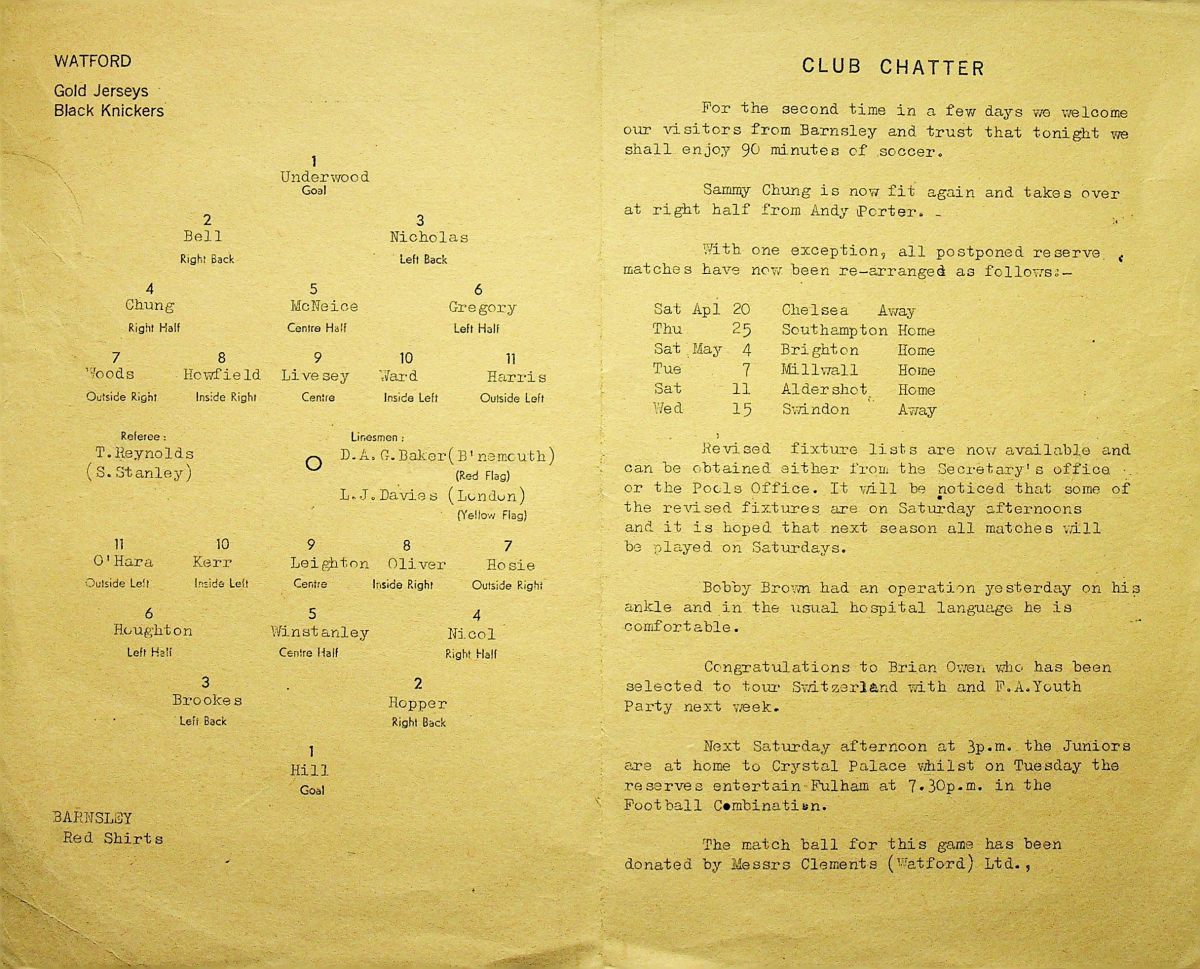 WATFORD
Gold Jerseys
Black Knickers
1
Underwood
Goal
2 3
Bell Nicholas
Right Back Left Back
4 5 6
Chung McNeice Gregory
Right Half Centre Half Left Half
7 8 9 10 11
Woods Howfield Livesey Ward Harris
Outside Right Inside Right Centre Inside Left Outside Left
Referee: Linesmen:
T.Reynolds D.A.G.Baker(B'nemouth)
(S.Stanley) (Red Flag)
L.J.Davies (London)
(Yellow Flag)
11 10 9 8 7
O'Hara Kerr Leighton Oliver Hosie
Outside Left Inside Left Centre Inside Right Outside Right
6 5 4
Houghton Winstanley Nicol
Left Half Centre Half Right Half
3 2
Brookes Hopper
Left Back Right Back
1
Hill
Goal
BARNSLEY
Red Shirts
CLUB CHATTER
For the second time in a few days we welcome
our visitors from Barnsley and trust that tonight we
shall enjoy 90 minutes of soccer.
Sammy Chung is now fit again and takes over
at right half from Andy Porter.
With one exception, all postponed reserve
matches have now been re-arranged as follows:-
Sat Apl 20 Chelsea Away
Thu 25 Southampton Home
Sat May 4 Brighton Home
Tue 7 Millwall Home
Sat 11 Aldershot Home
Wed 15 Swindon Away
Revised fixture lists are now available and
can be obtained either from the Secretary's office
or the Pools Office. It will be noticed that some of
the revised fixtures are on Saturday afternoons
and it is hoped that next season all matches will
be played on Saturdays.
Bobby Brown had an operation yesterday on his
ankle and in the usual hospital language he is
comfortable.
Congratulations to Brian Owen who has been
selected to tour Switzerland with and F.A.Youth
Party next week.
Next Saturday afternoon at 3p.m. the Juniors
are at home to Crystal Palace whilst on Tuesday the
reserves entertain Fulham at 7.30p.m. in the
Football Combination.
The match ball for this game has been
donated by Messrs Clements (Watford) Ltd.,